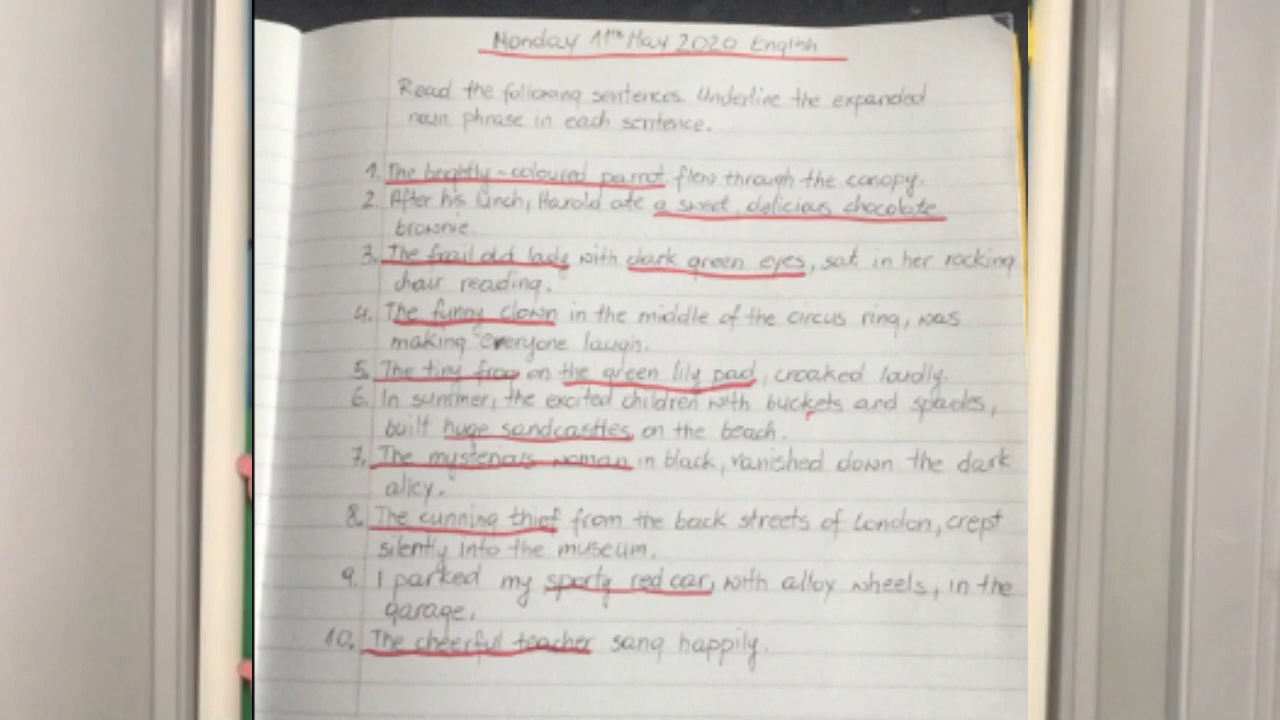 Monday 11th May 2020 English
Read the following sentences. Underline the expanded
noun phrase in each sentence.
1. The brightly-coloured parrot flew through the canopy.
2. After his lunch, Harold ate a sweet, delicious chocolate
brownie.
3. The frail old lady with dark green eyes, sat in her rocking
chair reading.
4. The funny clown in the middle of the circus ring, was
making everyone laugh.
5. The tiny frog on the green lily pad, croaked loudly.
6. In summer, the excited children with buckets and spades,
built huge sandcastles on the beach.
7. The mysterious woman in black, vanished down the dark
alley.
8. The cunning thief from the back streets of London, crept
silently into the museum.
9. I parked my sporty red car, with alloy wheels, in the
garage.
10. The cheerful teacher sang happily.